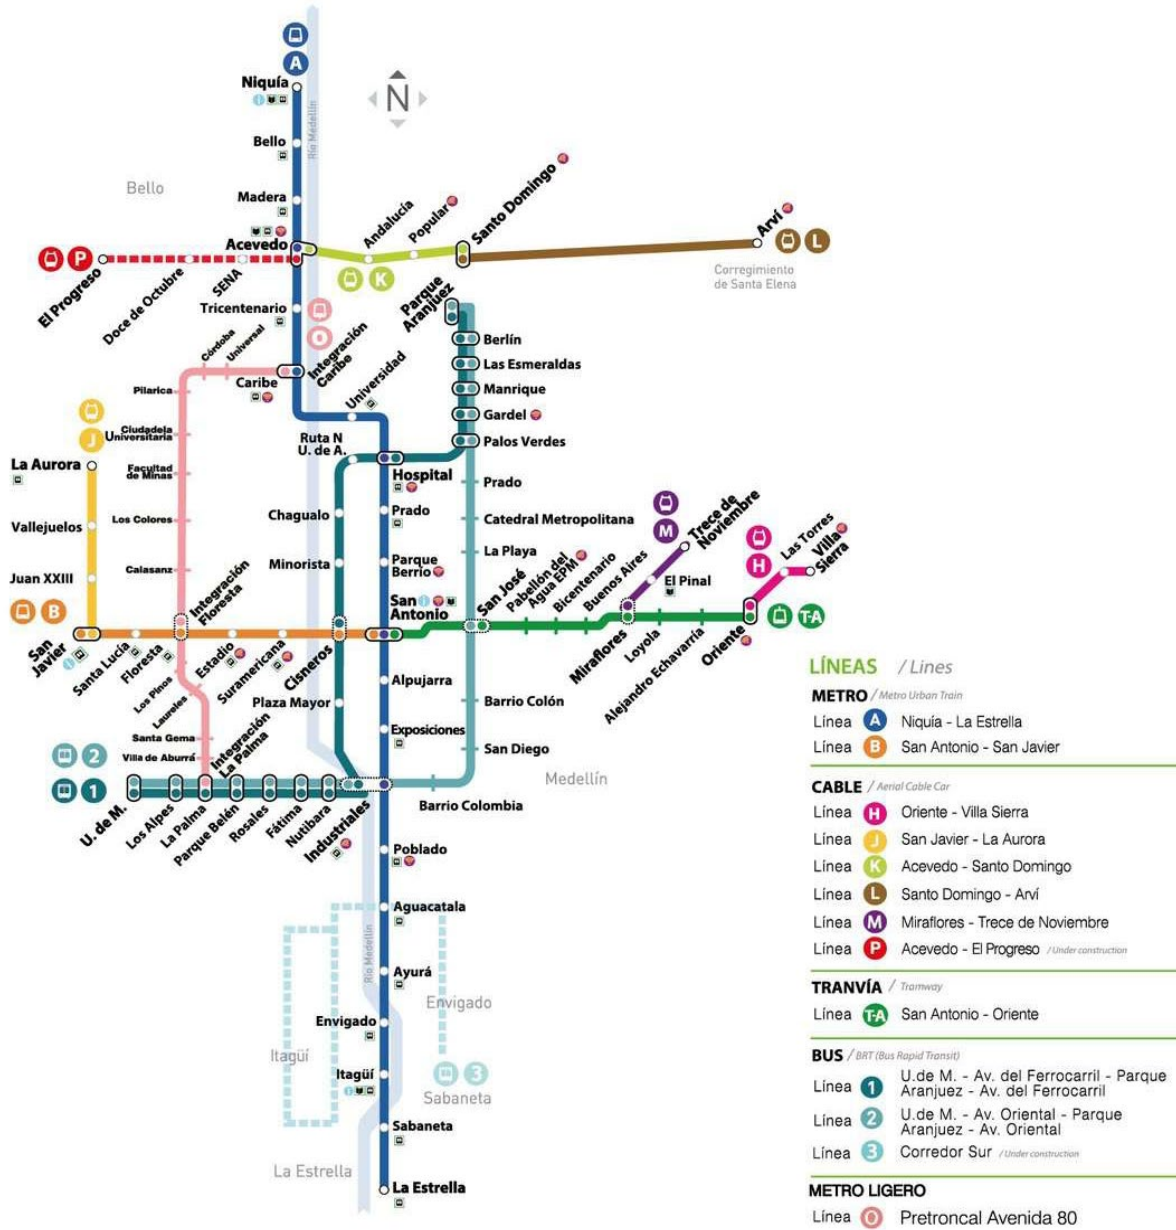 A
Niquía
Río Medellín
N
Bello
Bello
Madera
Acevedo
Andalucía
Popular
Santo Domingo
Arví
L
Corregimiento
de Santa Elena
P
El Progreso
Doce de Octubre
SENA
K
Tricentenario
O
Parque
Aranjuez
Córdoba
Universal
Integración
Caribe
Caribe
Universidad
Berlín
Las Esmeraldas
Manrique
Gardel
Palos Verdes
Pilarica
Ciudadela
Universitaria
Facultad
de Minas
Los Colores
Calasanz
J
La Aurora
Vallejuelos
Juan XXIII
B
San
Javier
Ruta N
U. de A.
Hospital
Chagualo
Prado
Minorista
Parque
Berrío
San
Antonio
Prado
Catedral Metropolitana
La Playa
San José
Pabellón del
Agua EPM
Bicentenario
Buenos Aires
M
Trece de
Noviembre
El Pinal
H
Las Torres
Villa
Sierra
T-A
Miraflores
Loyola
Alejandro Echavarría
Oriente
Integración
Floresta
Santa Lucía
Floresta
Estadio
Suramericana
Cisneros
Los Pinos
Laureles
Santa Gema
Villa de Aburrá
Integración
La Palma
Plaza Mayor
Alpujarra
Exposiciones
Barrio Colón
San Diego
Medellín
Barrio Colombia
2
1
U. de M.
Los Alpes
La Palma
Parque Belén
Rosales
Fátima
Nutibara
Industriales
Poblado
Aguacatala
Río Medellín
Ayurá
Envigado
Envigado
Itagüí
Itagüí
3
Sabaneta
Sabaneta
La Estrella
La Estrella
LÍNEAS / Lines
METRO / Metro Urban Train
Línea A Niquía - La Estrella
Línea B San Antonio - San Javier
CABLE / Aerial Cable Car
Línea H Oriente - Villa Sierra
Línea J San Javier - La Aurora
Línea K Acevedo - Santo Domingo
Línea L Santo Domingo - Arví
Línea M Miraflores - Trece de Noviembre
Línea P Acevedo - El Progreso / Under construction
TRANVÍA / Tramway
Línea T-A San Antonio - Oriente
BUS / BRT (Bus Rapid Transit)
Línea 1 U.de M. - Av. del Ferrocarril - Parque
Aranjuez - Av. del Ferrocarril
Línea 2 U.de M. - Av. Oriental - Parque
Aranjuez - Av. Oriental
Línea 3 Corredor Sur / Under construction
METRO LIGERO
Línea O Pretroncal Avenida 80